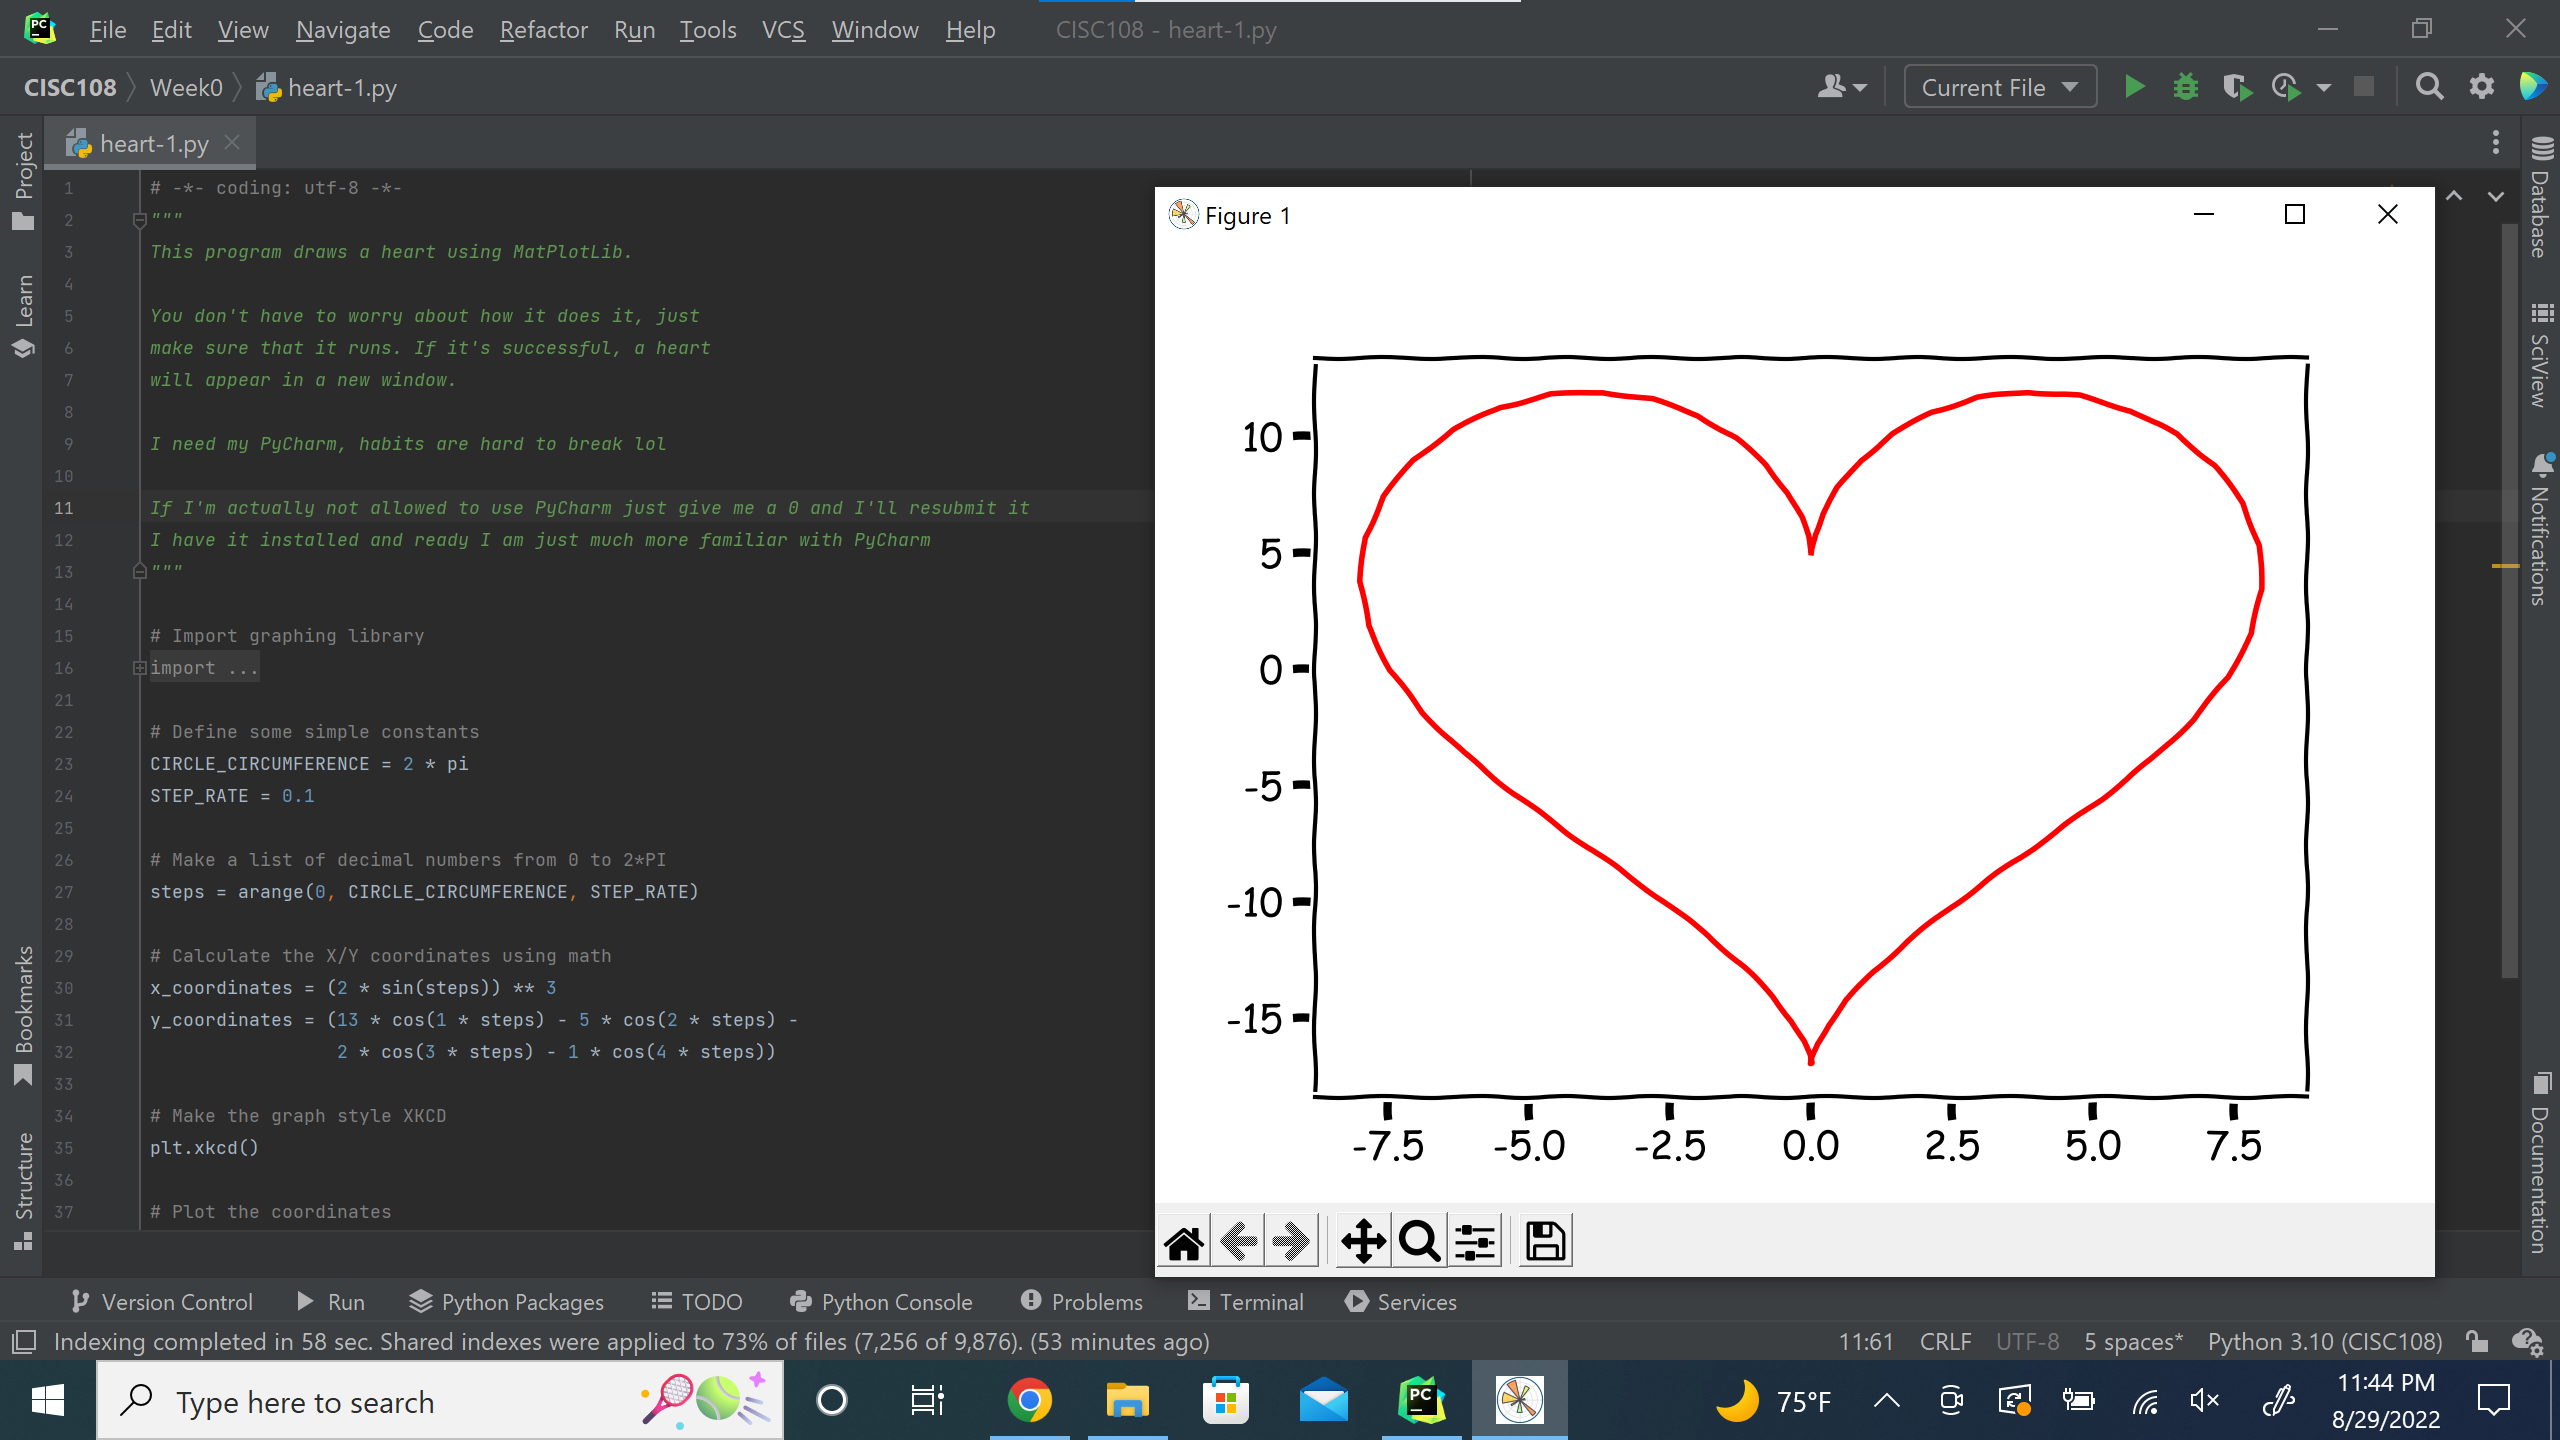 PC File Edit View Navigate Code Refactor Run Tools VCS Window Help CISC108 - heart-1.py
CISC108 Week0 heart-1.py Current File
Project
Learn
Bookmarks
Structure
heart-1.py
1 # -*- coding: utf-8 -*-
2 """
3 This program draws a heart using MatPlotLib.
4
5 You don't have to worry about how it does it, just
6 make sure that it runs. If it's successful, a heart
7 will appear in a new window.
8
9 I need my PyCharm, habits are hard to break lol
10
11 If I'm actually not allowed to use PyCharm just give me a 0 and I'll resubmit it
12 I have it installed and ready I am just much more familiar with PyCharm
13 """
14
15 # Import graphing library
16 import ...
21
22 # Define some simple constants
23 CIRCLE_CIRCUMFERENCE = 2 * pi
24 STEP_RATE = 0.1
25
26 # Make a list of decimal numbers from 0 to 2*PI
27 steps = arange(0, CIRCLE_CIRCUMFERENCE, STEP_RATE)
28
29 # Calculate the X/Y coordinates using math
30 x_coordinates = (2 * sin(steps)) ** 3
31 y_coordinates = (13 * cos(1 * steps) - 5 * cos(2 * steps) -
32 2 * cos(3 * steps) - 1 * cos(4 * steps))
33
34 # Make the graph style XKCD
35 plt.xkcd()
36
37 # Plot the coordinates
Figure 1
10
5
0
-5
-10
-15
-7.5 -5.0 -2.5 0.0 2.5 5.0 7.5
Database
SciView
Notifications
Documentation
Version Control Run Python Packages TODO Python Console Problems Terminal Services
Indexing completed in 58 sec. Shared indexes were applied to 73% of files (7,256 of 9,876). (53 minutes ago) 11:61 CRLF UTF-8 5 spaces* Python 3.10 (CISC108)
Type here to search PC 75°F 11:44 PM
8/29/2022